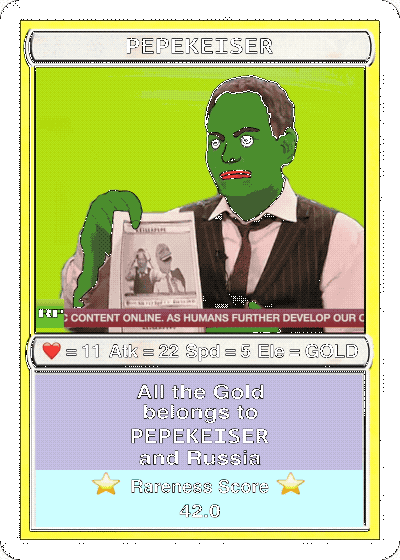 PEPEKEISER
C CONTENT ONLINE. AS HUMANS FURTHER DEVELOP OUR C
❤️ = 11 Atk = 22 Spd = 5 Ele = GOLD
All the Gold
belongs to
PEPEKEISER
and Russia
⭐ Rareness Score ⭐
42.0